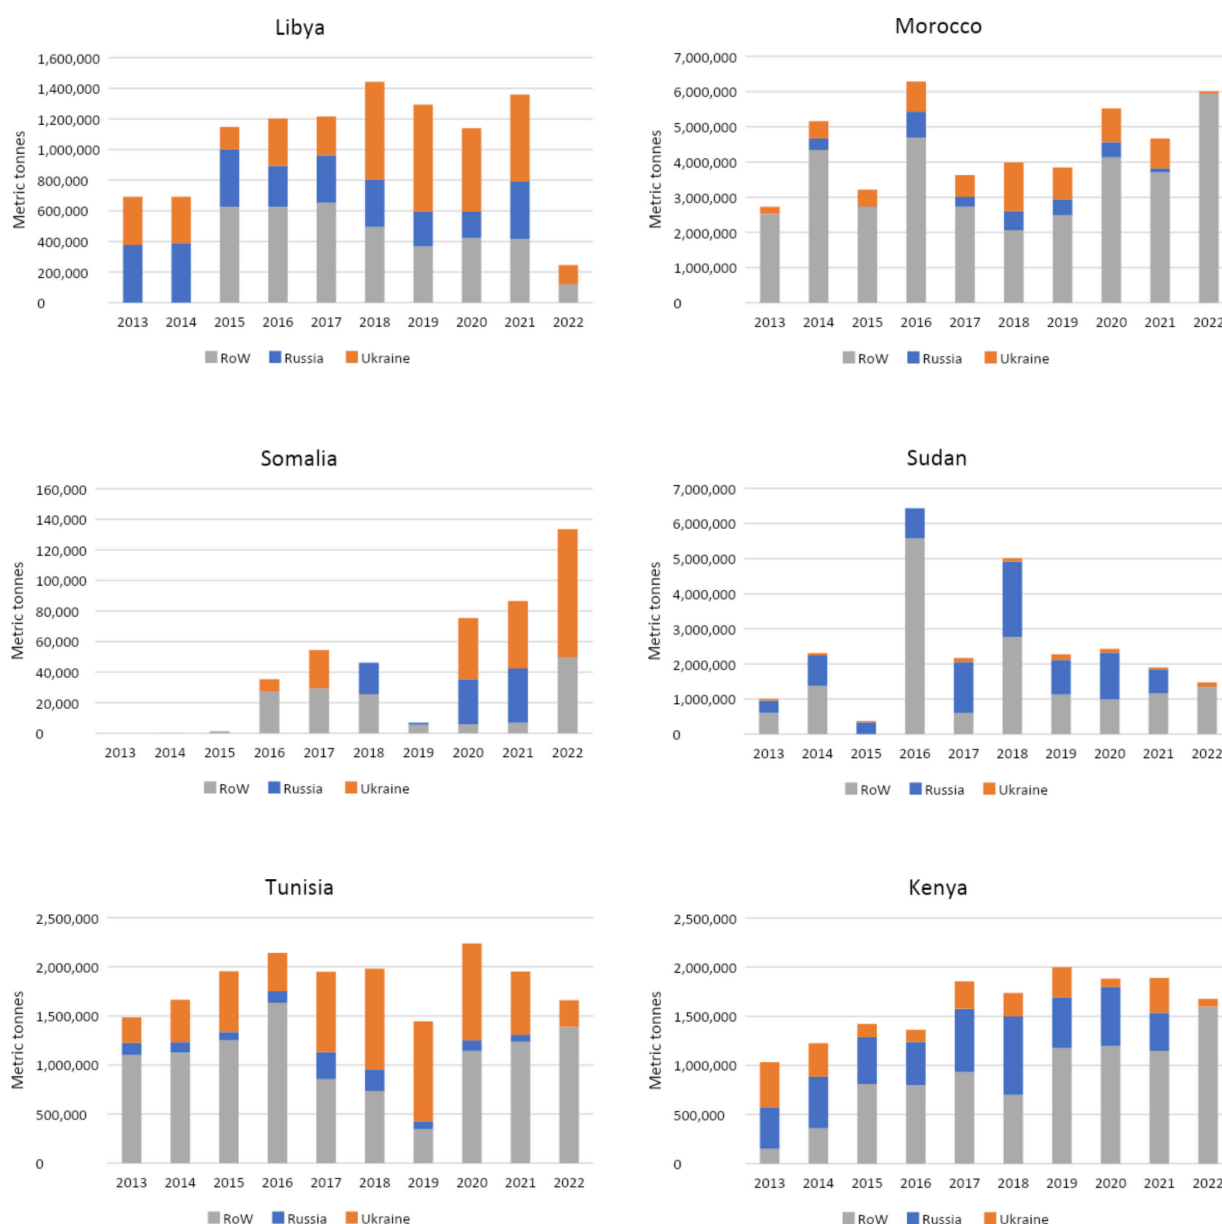 Libya
Metric tonnes
1,600,000
1,400,000
1,200,000
1,000,000
800,000
600,000
400,000
200,000
0
2013 2014 2015 2016 2017 2018 2019 2020 2021 2022
RoW Russia Ukraine
Morocco
Metric tonnes
7,000,000
6,000,000
5,000,000
4,000,000
3,000,000
2,000,000
1,000,000
0
2013 2014 2015 2016 2017 2018 2019 2020 2021 2022
RoW Russia Ukraine
Somalia
Metric tonnes
160,000
140,000
120,000
100,000
80,000
60,000
40,000
20,000
0
2013 2014 2015 2016 2017 2018 2019 2020 2021 2022
RoW Russia Ukraine
Sudan
Metric tonnes
7,000,000
6,000,000
5,000,000
4,000,000
3,000,000
2,000,000
1,000,000
0
2013 2014 2015 2016 2017 2018 2019 2020 2021 2022
RoW Russia Ukraine
Tunisia
Metric tonnes
2,500,000
2,000,000
1,500,000
1,000,000
500,000
0
2013 2014 2015 2016 2017 2018 2019 2020 2021 2022
RoW Russia Ukraine
Kenya
Metric tonnes
2,500,000
2,000,000
1,500,000
1,000,000
500,000
0
2013 2014 2015 2016 2017 2018 2019 2020 2021 2022
RoW Russia Ukraine